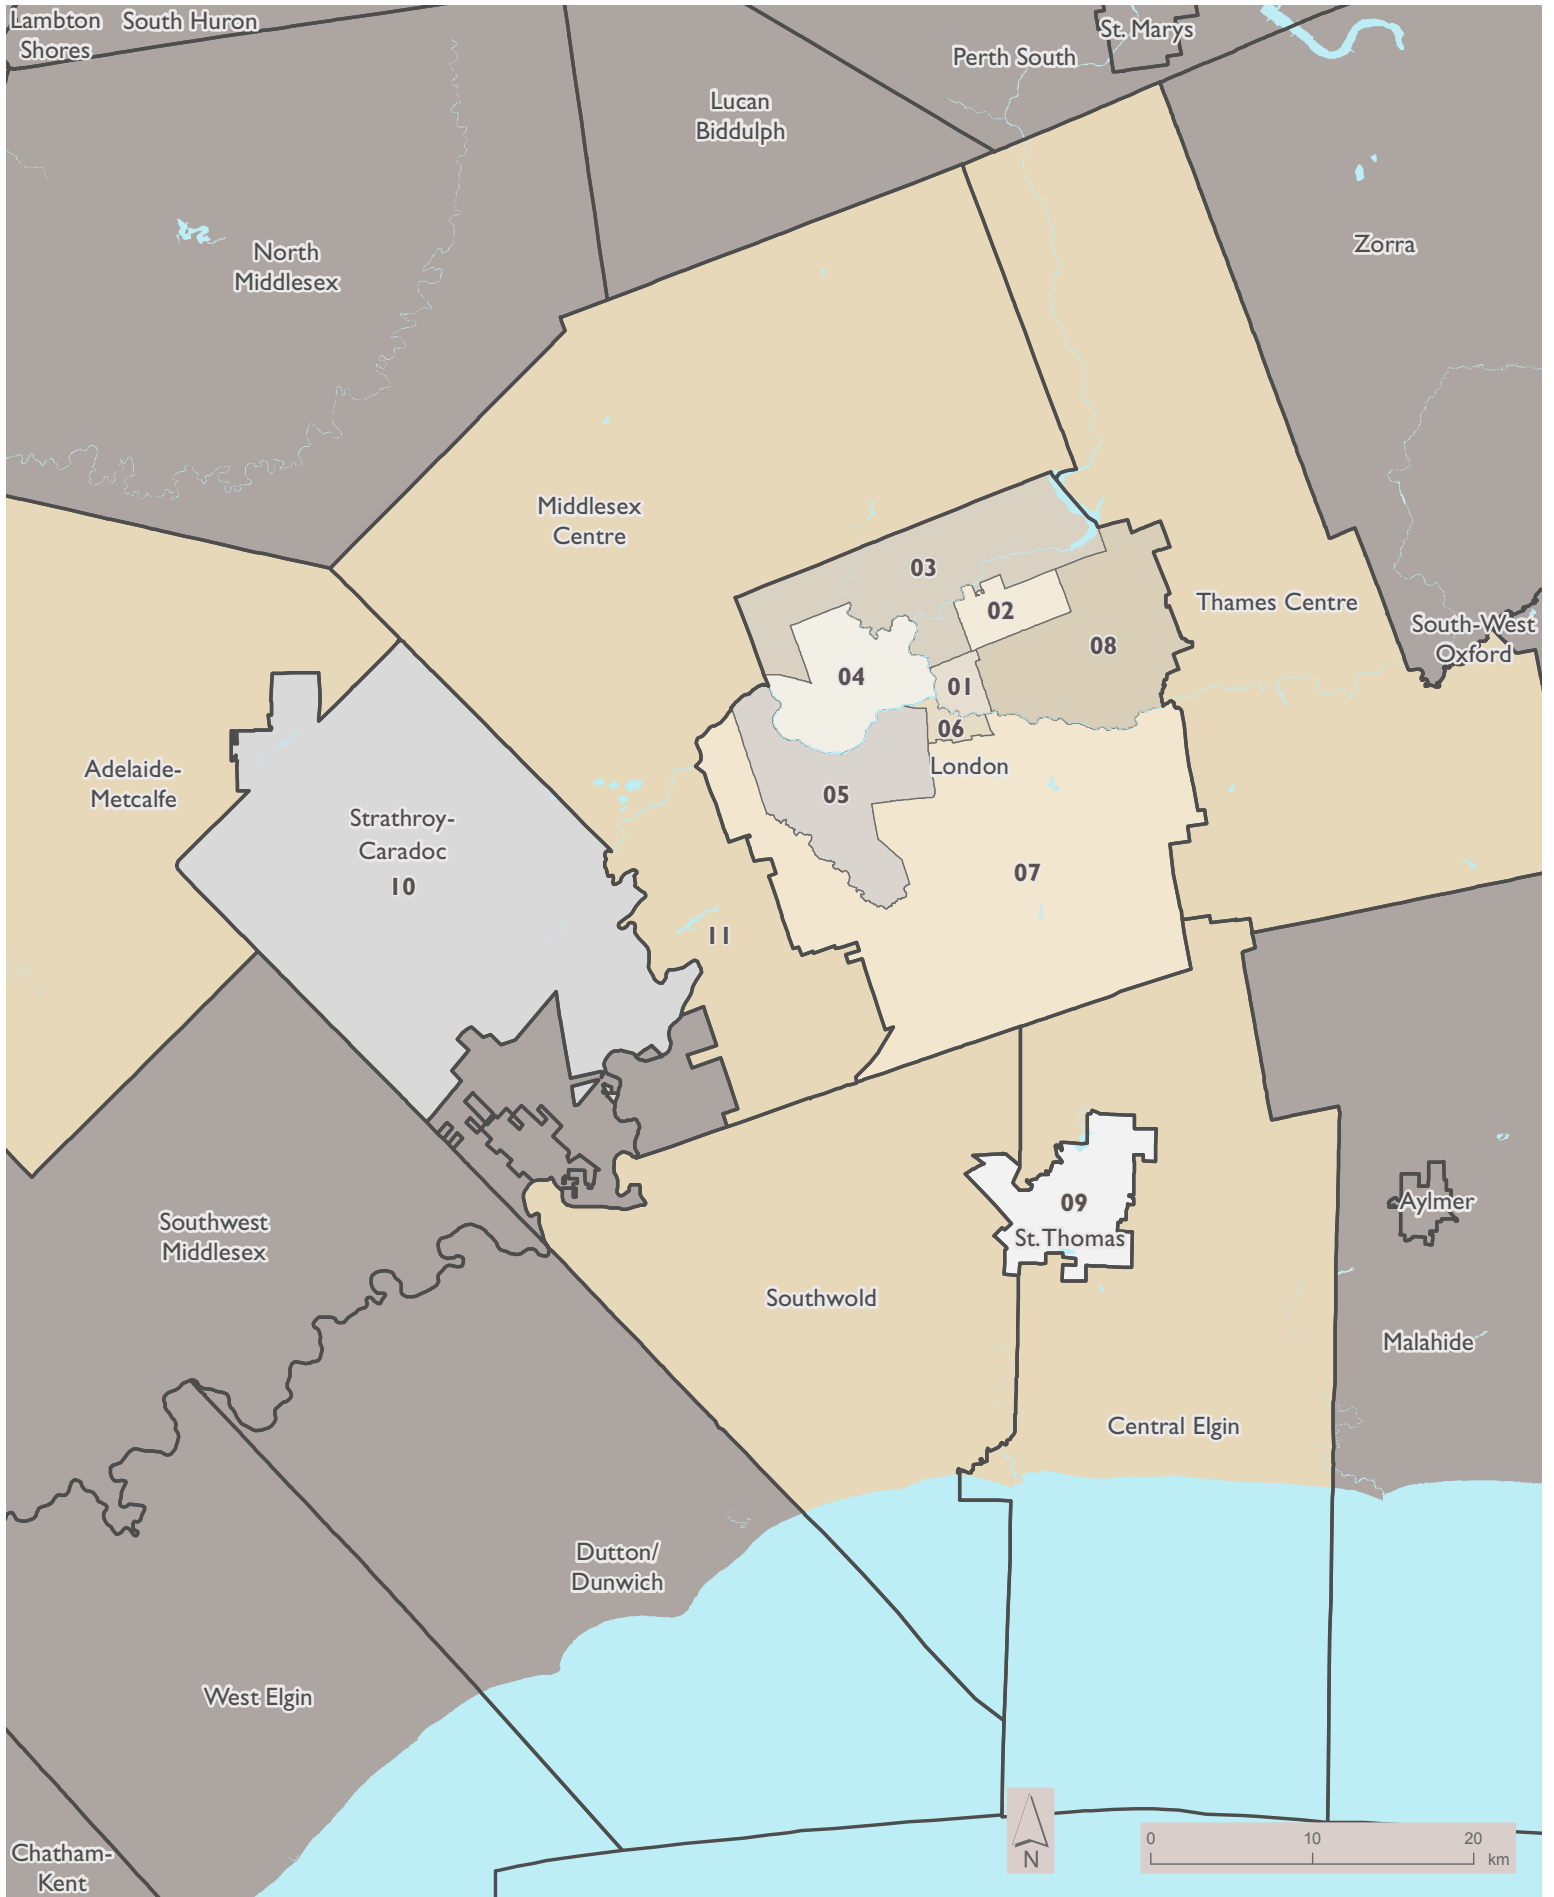 Lambton
Shores
South Huron
St. Marys
Perth South
Lucan
Biddulph
North
Middlesex
Zorra
Middlesex
Centre
03
02
Thames Centre
South-West
Oxford
08
04
01
06
London
05
Adelaide-
Metcalfe
Strathroy-
Caradoc
10
07
11
09
St. Thomas
Aylmer
Southwest
Middlesex
Southwold
Malahide
Central Elgin
Dutton/
Dunwich
West Elgin
Chatham-
Kent
N
0 10 20
km